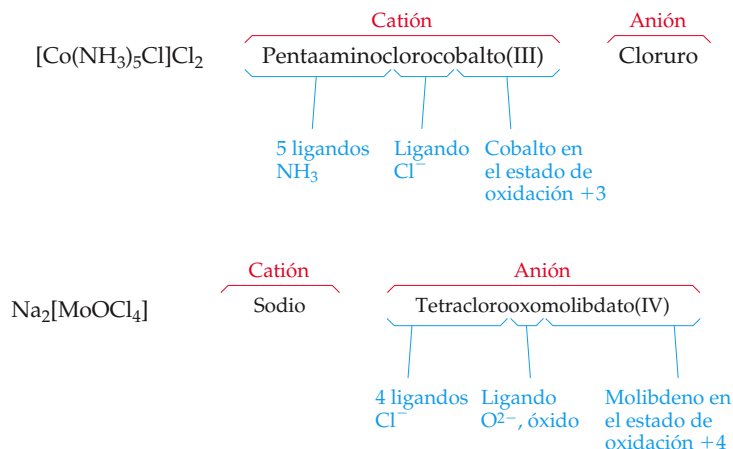 Catión Anión
[Co(NH₃)₅Cl]Cl₂ Pentaaminoclorocobalto(III) Cloruro
5 ligandos Ligando Cobalto en
NH₃ Cl⁻ el estado de
oxidación +3
Catión Anión
Na₂[MoOCl₄] Sodio Tetraclorooxomolibdato(IV)
4 ligandos Ligando Molibdeno en
Cl⁻ O²⁻, óxido el estado de
oxidación +4